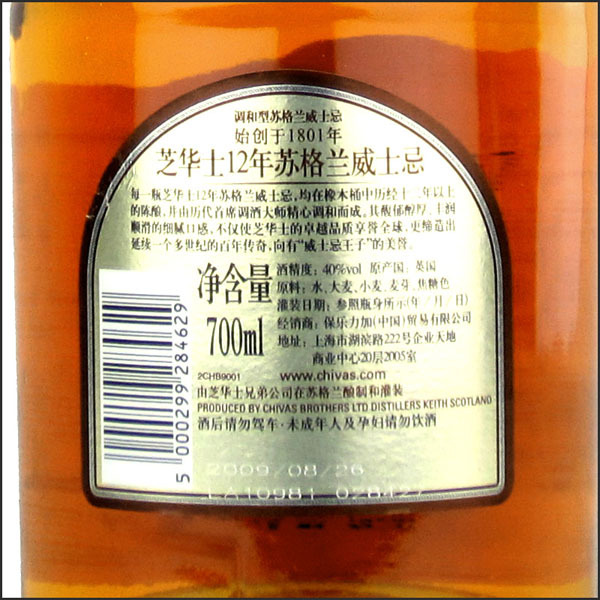 调和型苏格兰威士忌
始创于1801年
芝华士12年苏格兰威士忌
每一瓶芝华士12年苏格兰威士忌,均在橡木桶中历经十二年以上
的陈酿,并由历代首席调酒大师精心调和而成。其馥郁醇厚、丰润
顺滑的细腻口感,不仅使芝华士的卓越品质享誉全球,更缔造出
延续一个多世纪的百年传奇,向有“威士忌王子”的美誉。
净含量
700ml
酒精度: 40%vol 原产国: 英国
原料: 水、大麦、小麦、麦芽、焦糖色
灌装日期: 参照瓶身所示(年/月/日)
经销商: 保乐力加(中国)贸易有限公司
地址: 上海市湖滨路222号企业天地
商业中心20层2005室
www.chivas.com
2CHB9001
5 000299 284629
由芝华士兄弟公司在苏格兰酿制和灌装
PRODUCED BY CHIVAS BROTHERS LTD DISTILLERS KEITH SCOTLAND
酒后请勿驾车·未成年人及孕妇请勿饮酒
2009/08/26